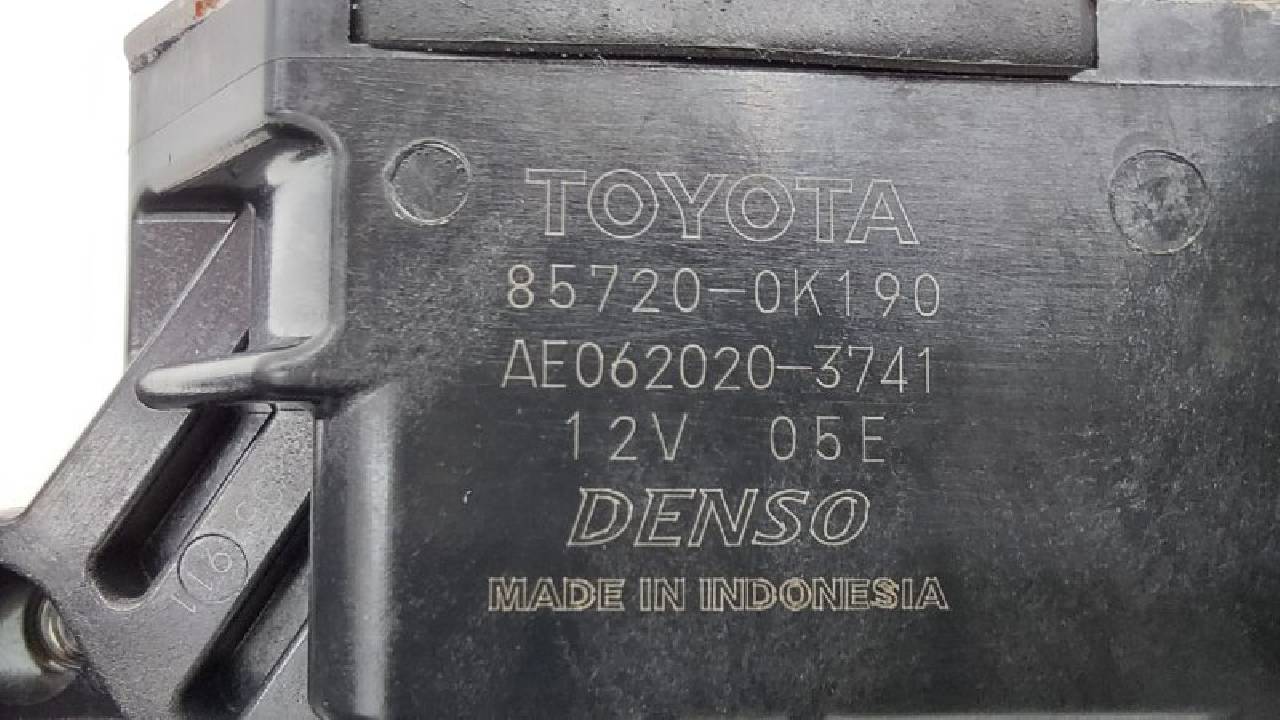 TOYOTA
85720-0K190
AE062020-3741
12V 05E
DENSO
MADE IN INDONESIA